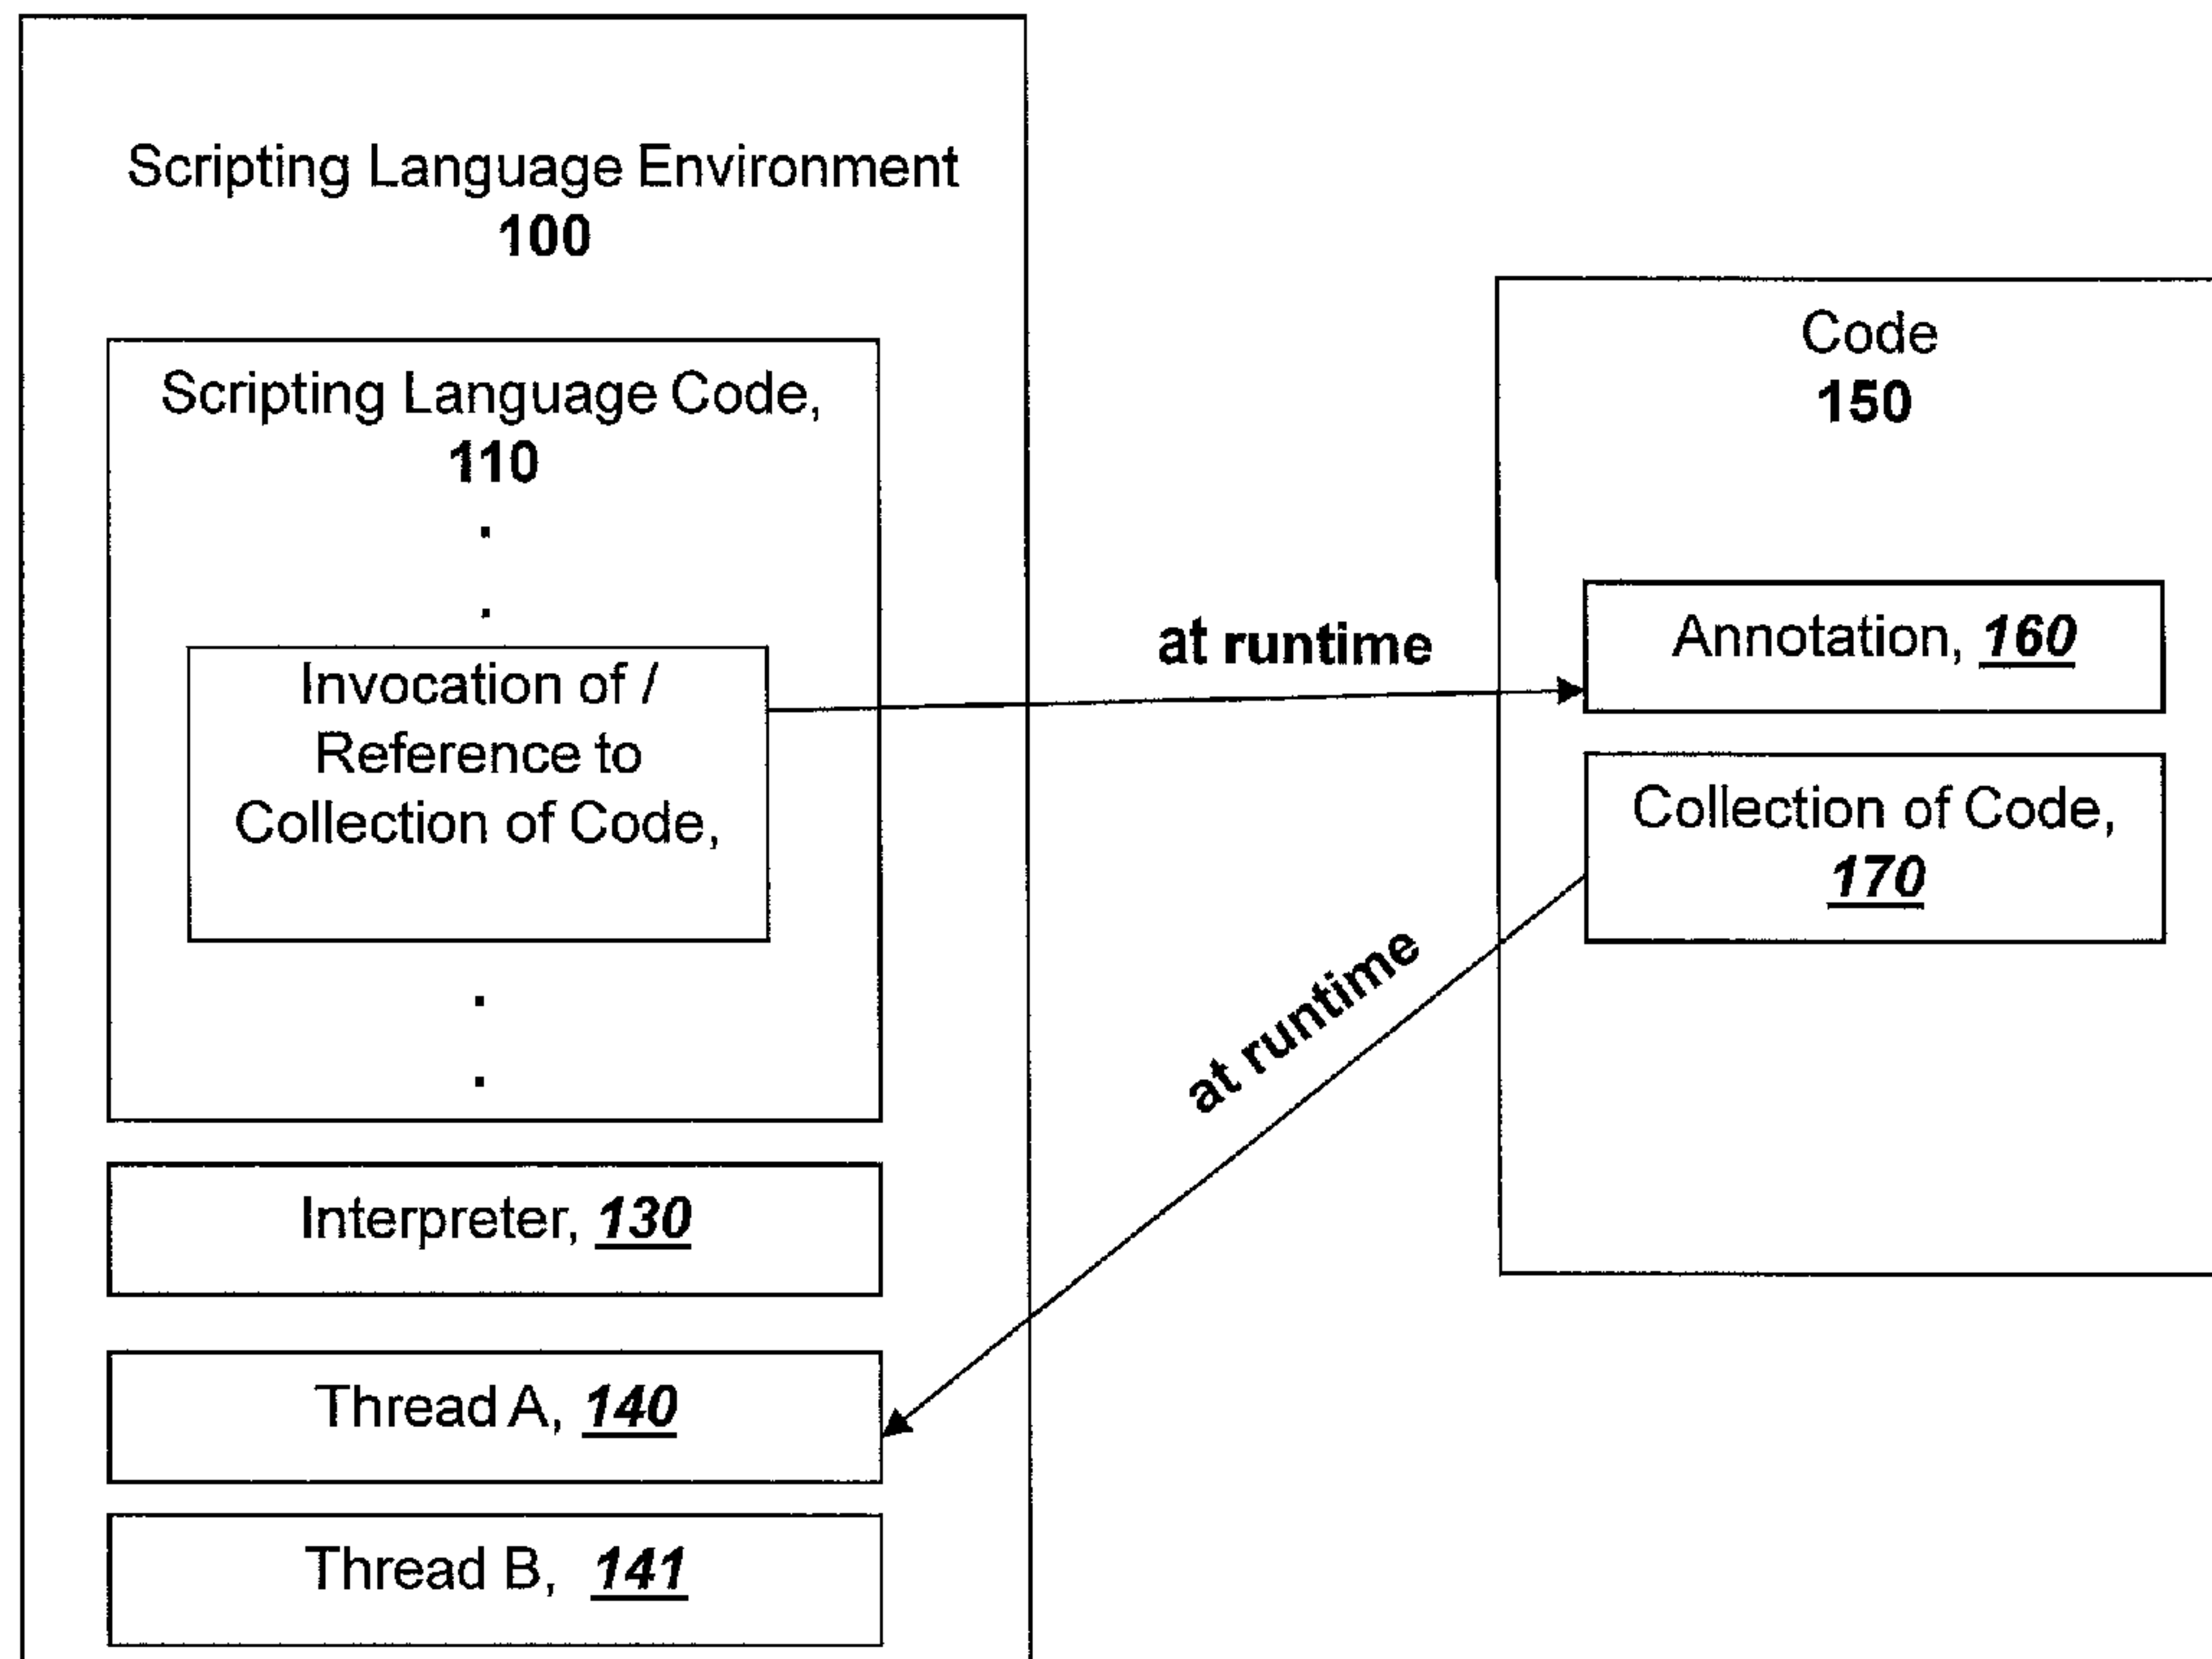 Scripting Language Environment
100
Scripting Language Code,
110
Invocation of /
Reference to
Collection of Code,
Interpreter, 130
Thread A, 140
Thread B, 141
at runtime
at runtime
Code
150
Annotation, 160
Collection of Code,
170